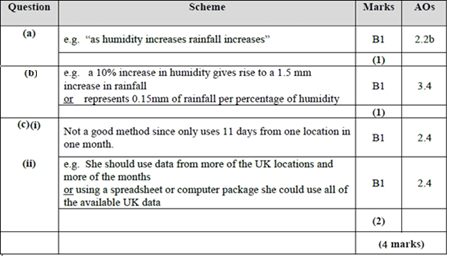 Question Scheme Marks AOs
(a) e.g. “as humidity increases rainfall increases” B1 2.2b
(1)
(b) e.g. a 10% increase in humidity gives rise to a 1.5 mm
increase in rainfall
or represents 0.15mm of rainfall per percentage of humidity
B1 3.4
(1)
(c)(i) Not a good method since only uses 11 days from one location in
one month.
B1 2.4
(ii) e.g. She should use data from more of the UK locations and
more of the months
or using a spreadsheet or computer package she could use all of
the available UK data
B1 2.4
(2)
(4 marks)